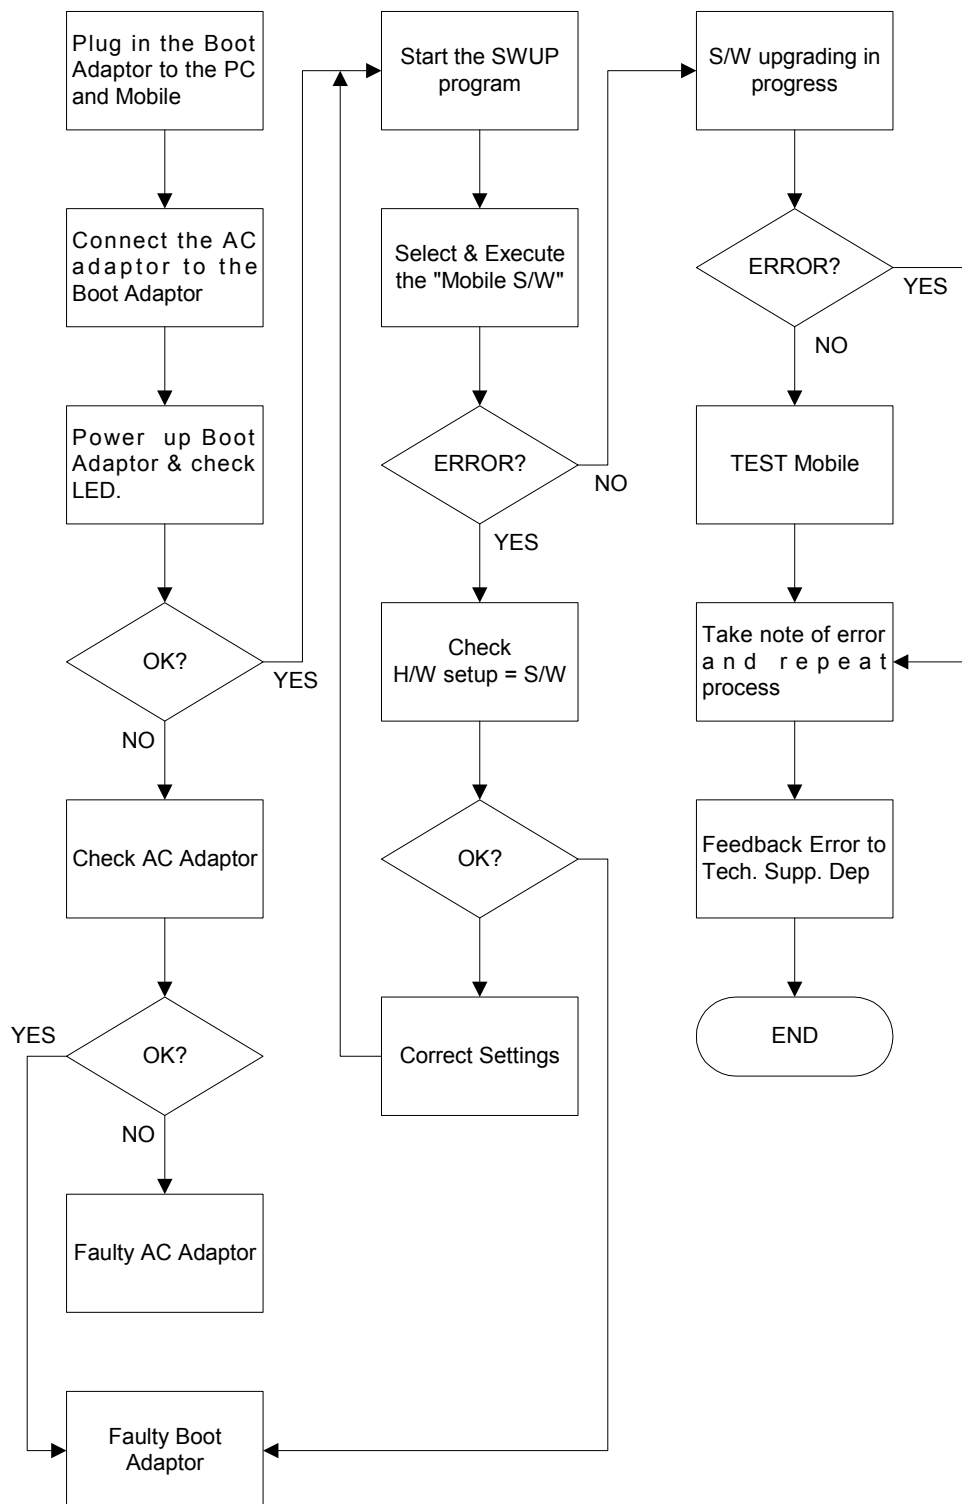 Plug in the Boot
Adaptor to the PC
and Mobile
Connect the AC
adaptor to the
Boot Adaptor
Power up Boot
Adaptor & check
LED.
OK?
YES
NO
Check AC Adaptor
YES
OK?
NO
Faulty AC Adaptor
Faulty Boot
Adaptor
Start the SWUP
program
Select & Execute
the "Mobile S/W"
ERROR?
NO
YES
Check
H/W setup = S/W
OK?
Correct Settings
S/W upgrading in
progress
ERROR?
YES
NO
TEST Mobile
Take note of error
and repeat
process
Feedback Error to
Tech. Supp. Dep
END